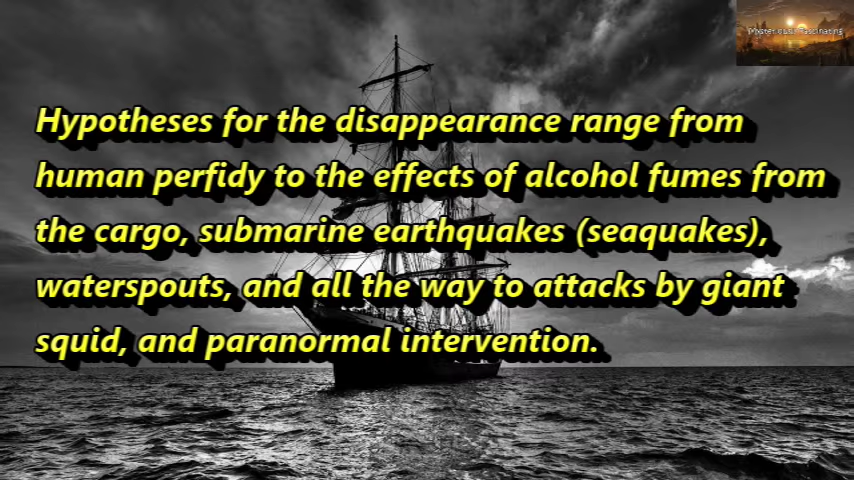 Hypotheses for the disappearance range from
human perfidy to the effects of alcohol fumes from
the cargo, submarine earthquakes (seaquakes),
waterspouts, and all the way to attacks by giant
squid, and paranormal intervention.